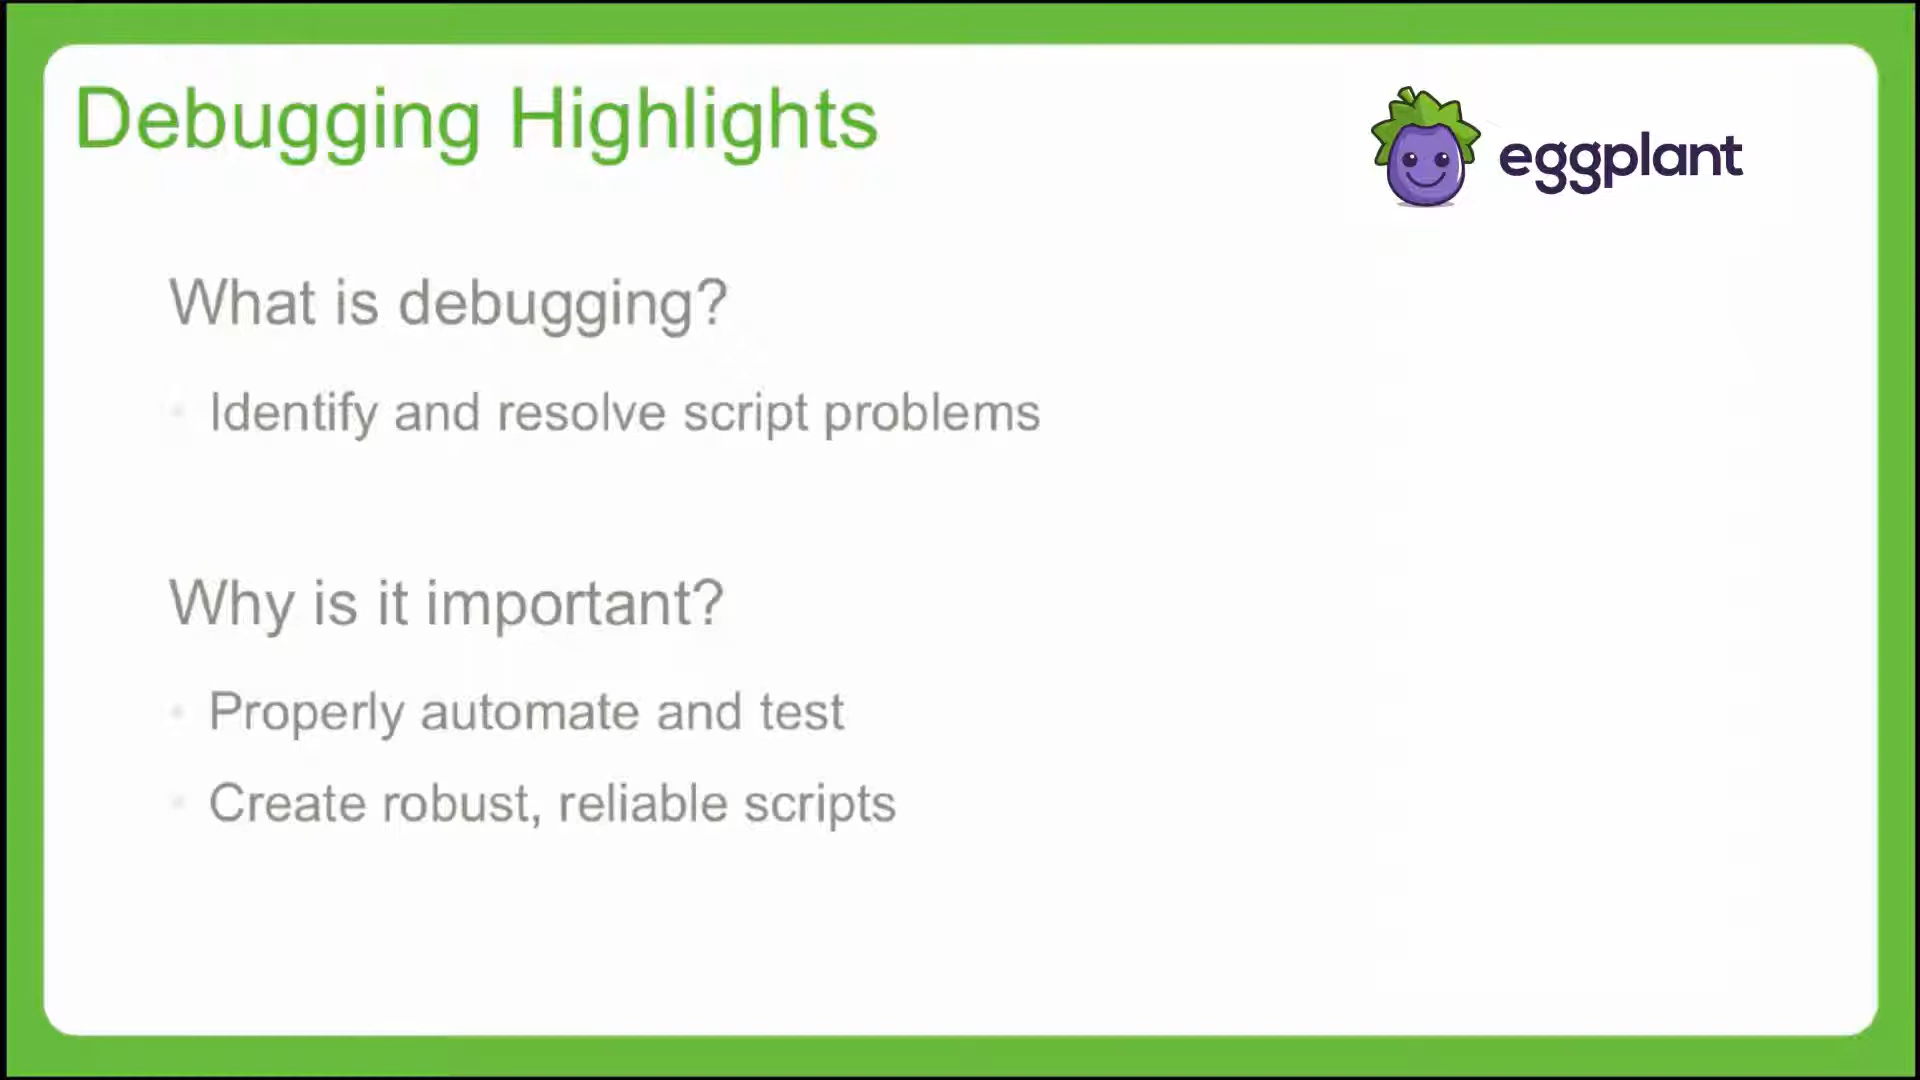 Debugging Highlights
eggplant
What is debugging?
• Identify and resolve script problems
Why is it important?
• Properly automate and test
• Create robust, reliable scripts